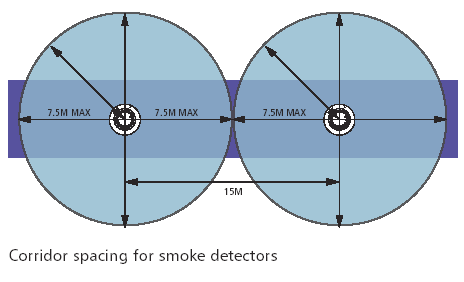 7.5M MAX 7.5M MAX 7.5M MAX
15M
Corridor spacing for smoke detectors